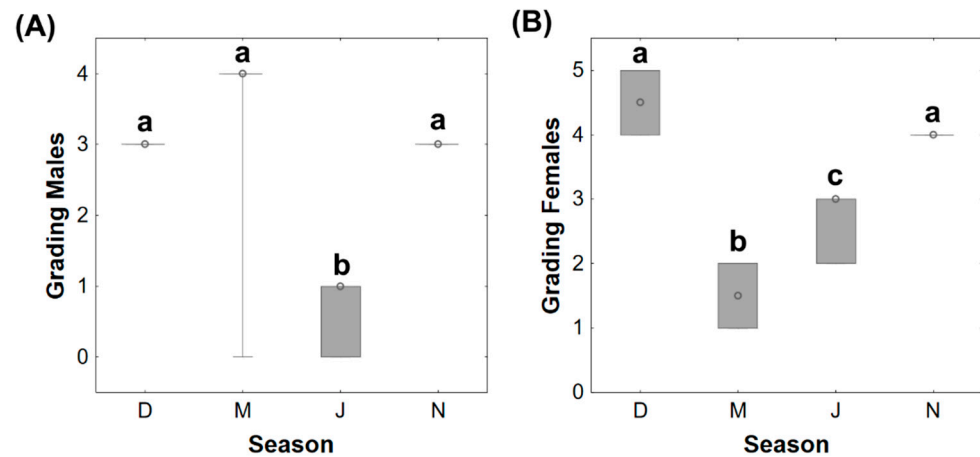 (A)
Grading Males
4
3
2
1
0
a
a
b
a
D M J N
Season
(B)
Grading Females
5
4
3
2
1
0
a
b
c
a
D M J N
Season